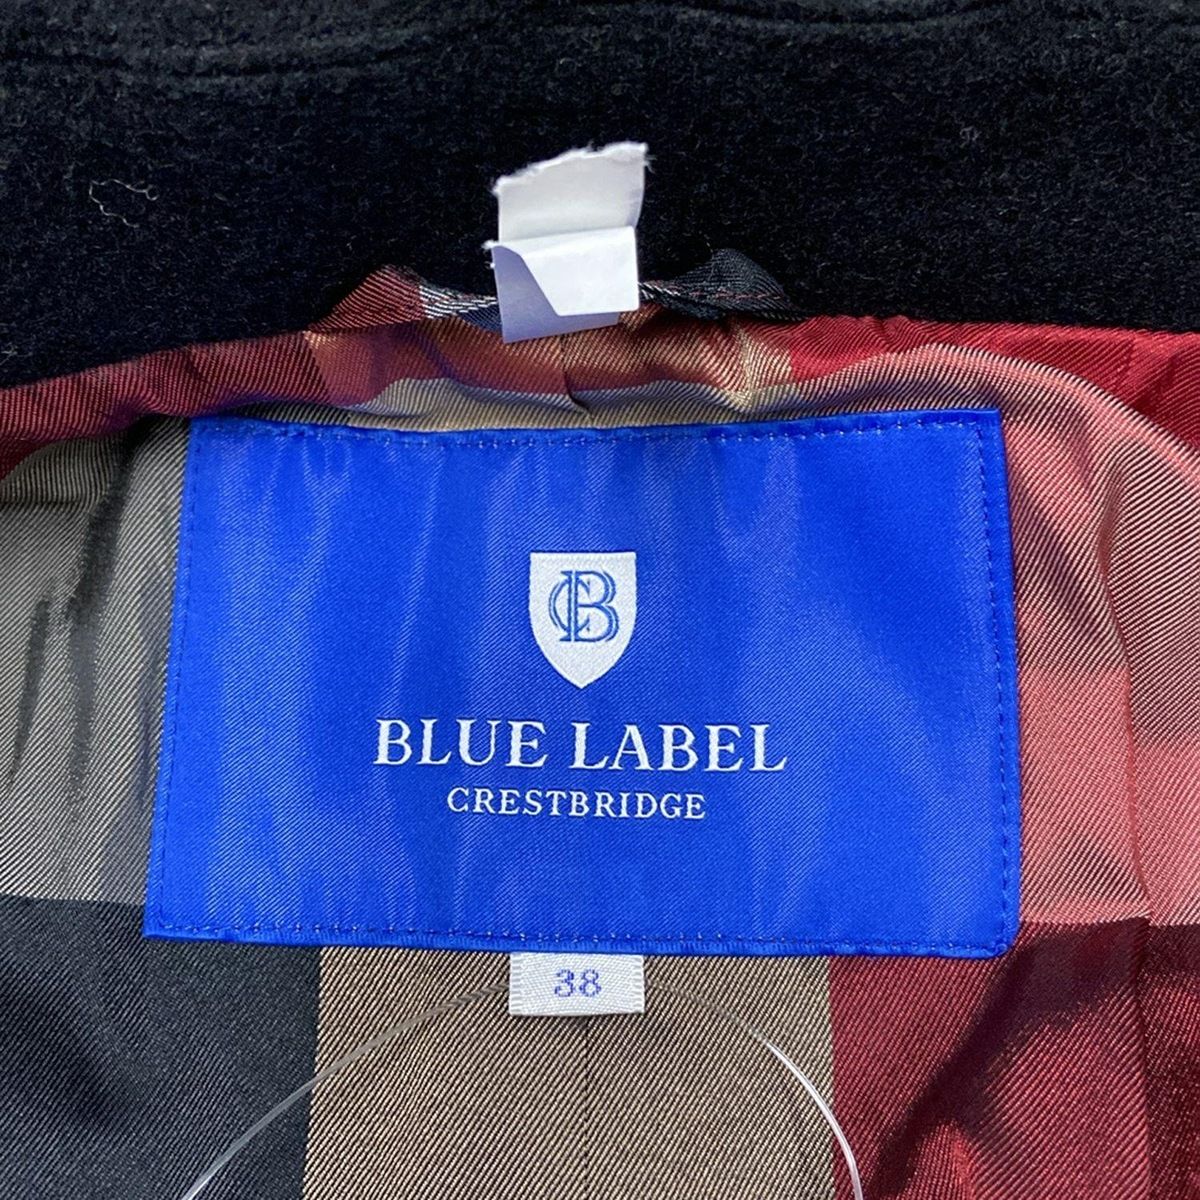 CB
BLUE LABEL
CRESTBRIDGE
38